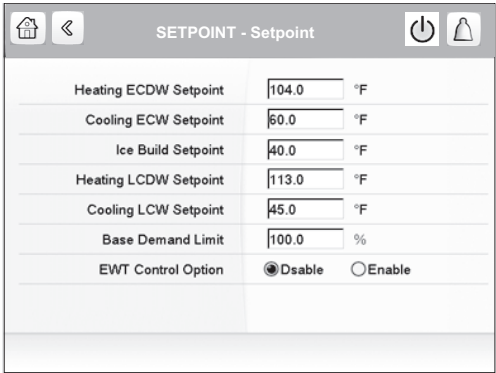 SETPOINT - Setpoint
Heating ECDW Setpoint 104.0 °F
Cooling ECW Setpoint 60.0 °F
Ice Build Setpoint 40.0 °F
Heating LCDW Setpoint 113.0 °F
Cooling LCW Setpoint 45.0 °F
Base Demand Limit 100.0 %
EWT Control Option Dsable Enable